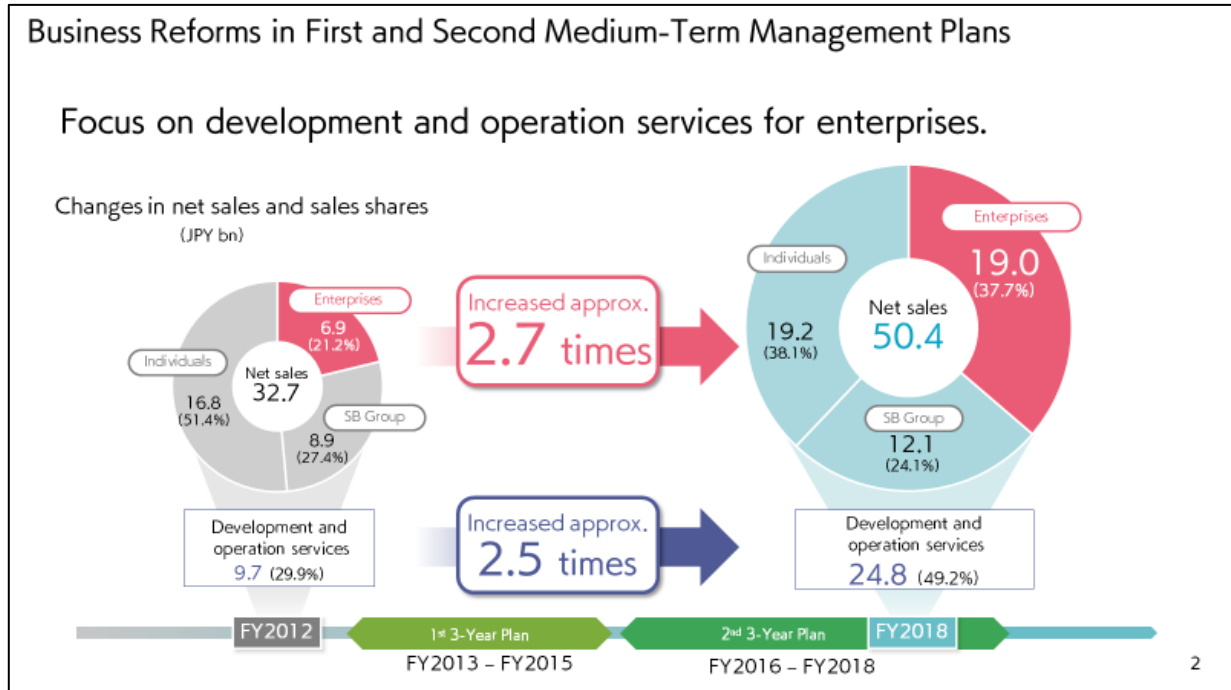 Business Reforms in First and Second Medium-Term Management Plans
Focus on development and operation services for enterprises.
Changes in net sales and sales shares
(JPY bn)
Enterprises
6.9
(21.2%)
Individuals
16.8
(51.4%)
Net sales
32.7
SB Group
8.9
(27.4%)
Development and
operation services
9.7 (29.9%)
Increased approx.
2.7 times
Increased approx.
2.5 times
Enterprises
19.0
(37.7%)
Individuals
19.2
(38.1%)
Net sales
50.4
SB Group
12.1
(24.1%)
Development and
operation services
24.8 (49.2%)
FY2012
1st 3-Year Plan
FY2013 – FY2015
2nd 3-Year Plan
FY2018
FY2016 – FY2018
2